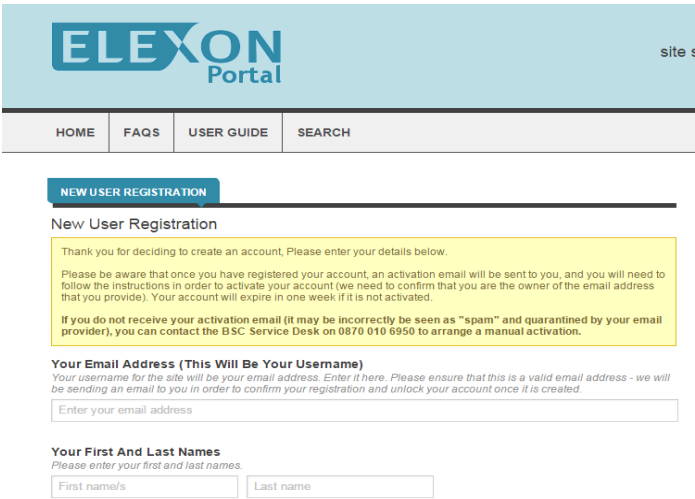 ELEXON
Portal
site s
HOME FAQS USER GUIDE SEARCH
NEW USER REGISTRATION
New User Registration
Thank you for deciding to create an account, Please enter your details below.
Please be aware that once you have registered your account, an activation email will be sent to you, and you will need to
follow the instructions in order to activate your account (we need to confirm that you are the owner of the email address
that you provide). Your account will expire in one week if it is not activated.
If you do not receive your activation email (it may be incorrectly be seen as "spam" and quarantined by your email
provider), you can contact the BSC Service Desk on 0870 010 6950 to arrange a manual activation.
Your Email Address (This Will Be Your Username)
Your username for the site will be your email address. Enter it here. Please ensure that this is a valid email address - we will
be sending an email to you in order to confirm your registration and unlock your account once it is created.
Enter your email address
Your First And Last Names
Please enter your first and last names.
First name/s Last name